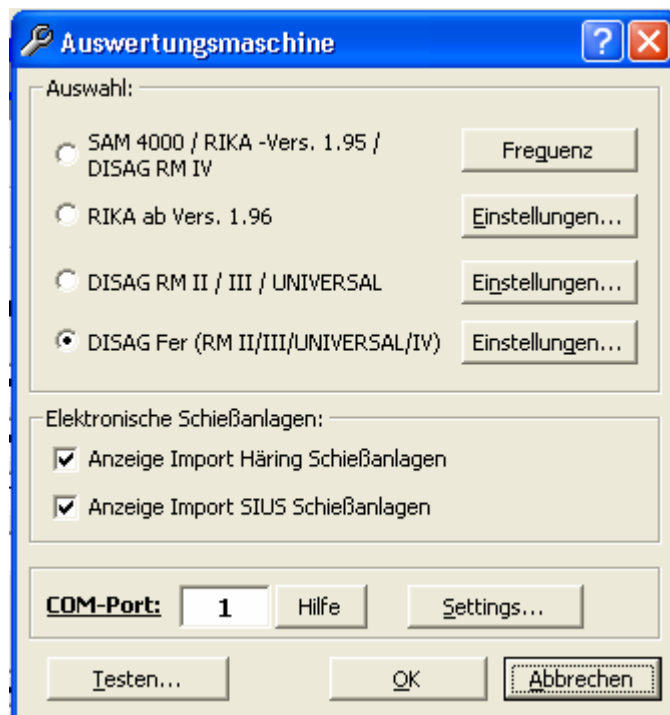 Auswertungsmaschine
Auswahl:
SAM 4000 / RIKA -Vers. 1.95 /
DISAG RM IV
Frequenz
RIKA ab Vers. 1.96
Einstellungen...
DISAG RM II / III / UNIVERSAL
Einstellungen...
DISAG Fer (RM II/III/UNIVERSAL/IV)
Einstellungen...
Elektronische Schießanlagen:
Anzeige Import Häring Schießanlagen
Anzeige Import SIUS Schießanlagen
COM-Port: 1 Hilfe Settings...
Testen... OK Abbrechen